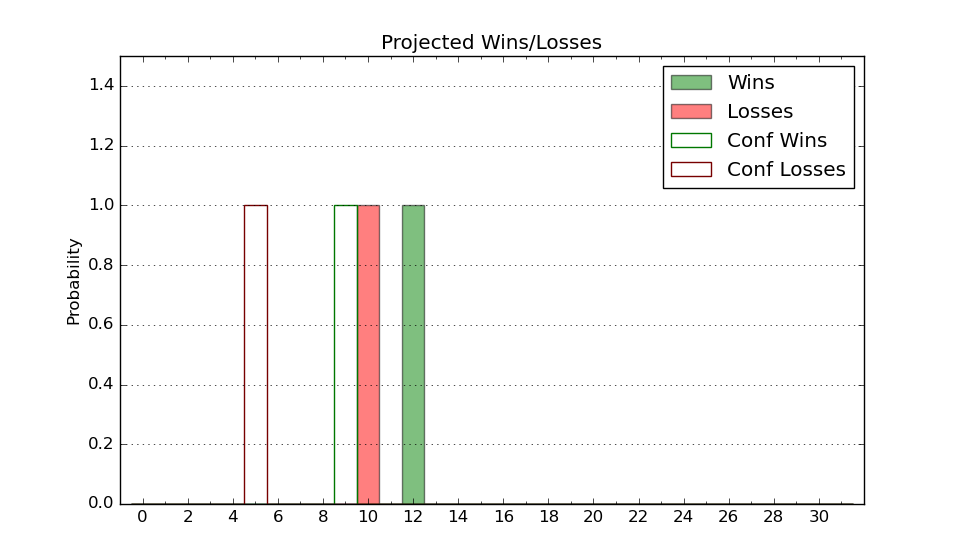 Projected Wins/Losses
Wins
Losses
Conf Wins
Conf Losses
Probability
1.4
1.2
1.0
0.8
0.6
0.4
0.2
0.0
0 2 4 6 8 10 12 14 16 18 20 22 24 26 28 30